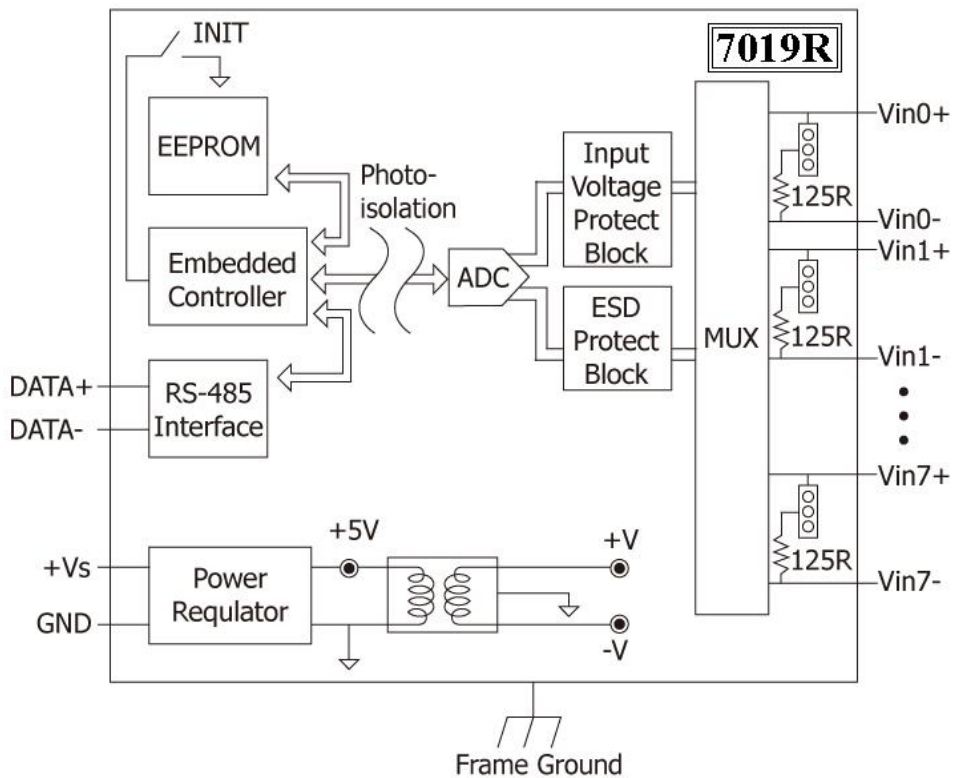 INIT
7019R
EEPROM
Photo-
isolation
Input
Voltage
Protect
Block
Vin0+
125R
Vin0-
Vin1+
Embedded
Controller
ADC
ESD
Protect
Block
MUX
125R
Vin1-
DATA+
DATA-
RS-485
Interface
Vin7+
125R
Vin7-
+5V
+V
+Vs
GND
Power
Requlator
-V
Frame Ground